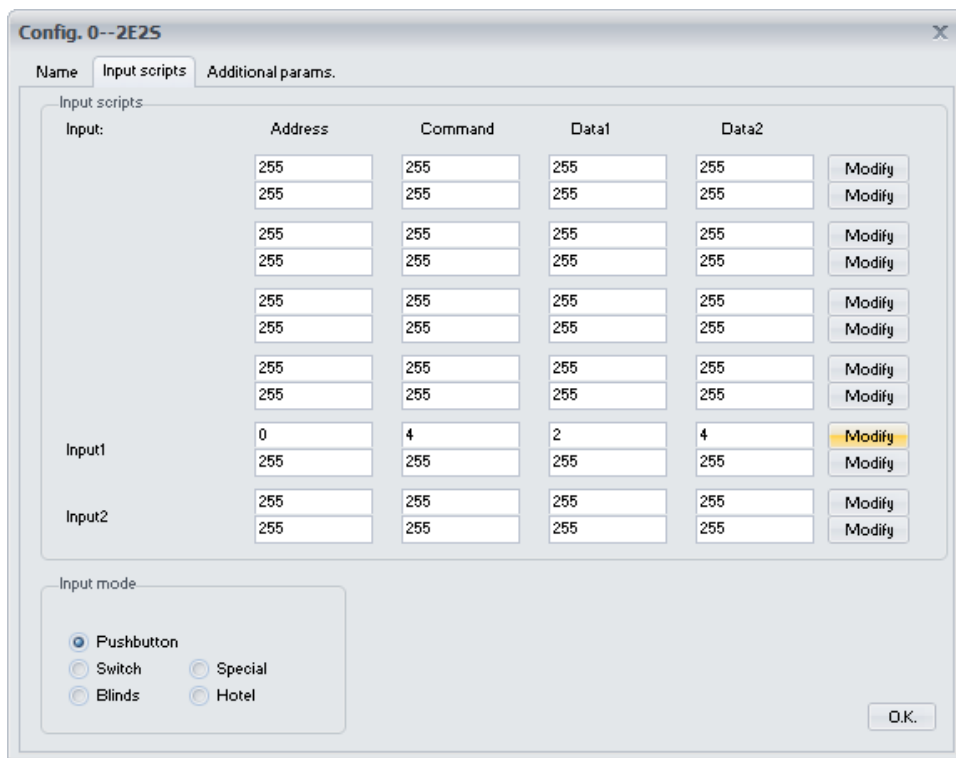 Config. 0--2E2S X
Name Input scripts Additional params.
Input scripts
Input: Address Command Data1 Data2
255 255 255 255 Modify
255 255 255 255 Modify
255 255 255 255 Modify
255 255 255 255 Modify
255 255 255 255 Modify
255 255 255 255 Modify
255 255 255 255 Modify
255 255 255 255 Modify
Input1
0 4 2 4 Modify
255 255 255 255 Modify
Input2
255 255 255 255 Modify
255 255 255 255 Modify
Input mode
Pushbutton
Switch Special
Blinds Hotel
O.K.